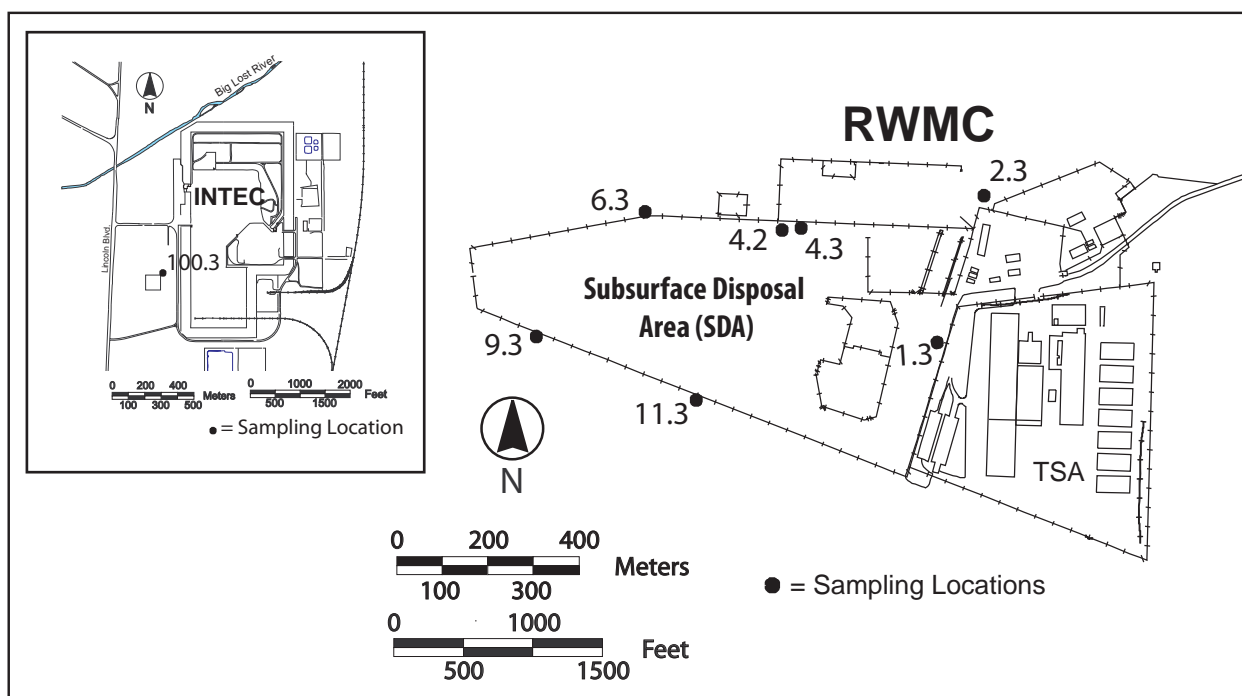 Big Lost River
N
INTEC
Lincoln Blvd.
100.3
0 200 400
Meters
100 300 500
0 1000 2000
Feet
500 1500
= Sampling Location
RWMC
2.3
6.3
4.2
4.3
Subsurface Disposal
Area (SDA)
9.3
1.3
11.3
TSA
N
0 200 400
Meters
100 300
= Sampling Locations
0 1000
Feet
500 1500